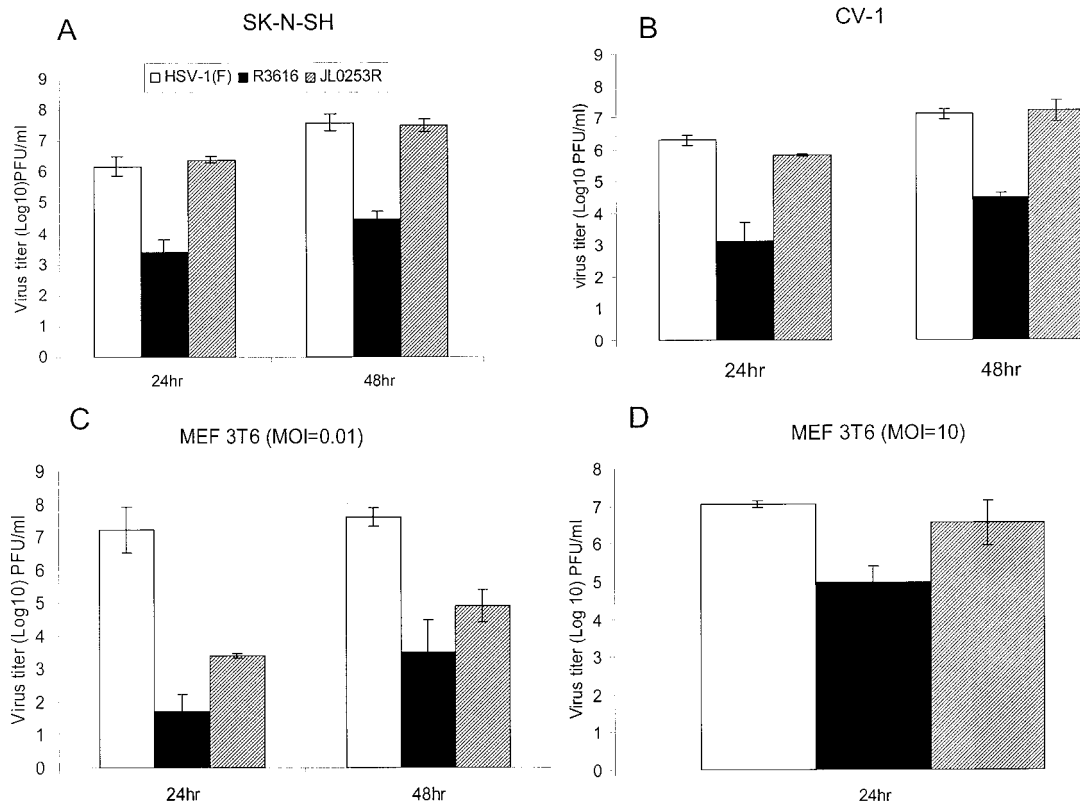 A
SK-N-SH
HSV-1(F) R3616 JL0253R
Virus titer (Log10)PFU/ml
9
8
7
6
5
4
3
2
1
0
24hr 48hr
B
CV-1
virus titer (Log10 PFU/ml)
9
8
7
6
5
4
3
2
1
0
24hr 48hr
C
MEF 3T6 (MOI=0.01)
Virus titer (Log10) PFU/ml
9
8
7
6
5
4
3
2
1
0
24hr 48hr
D
MEF 3T6 (MOI=10)
Virus titer (Log 10) PFU/ml
8
7
6
5
4
3
2
1
0
24hr